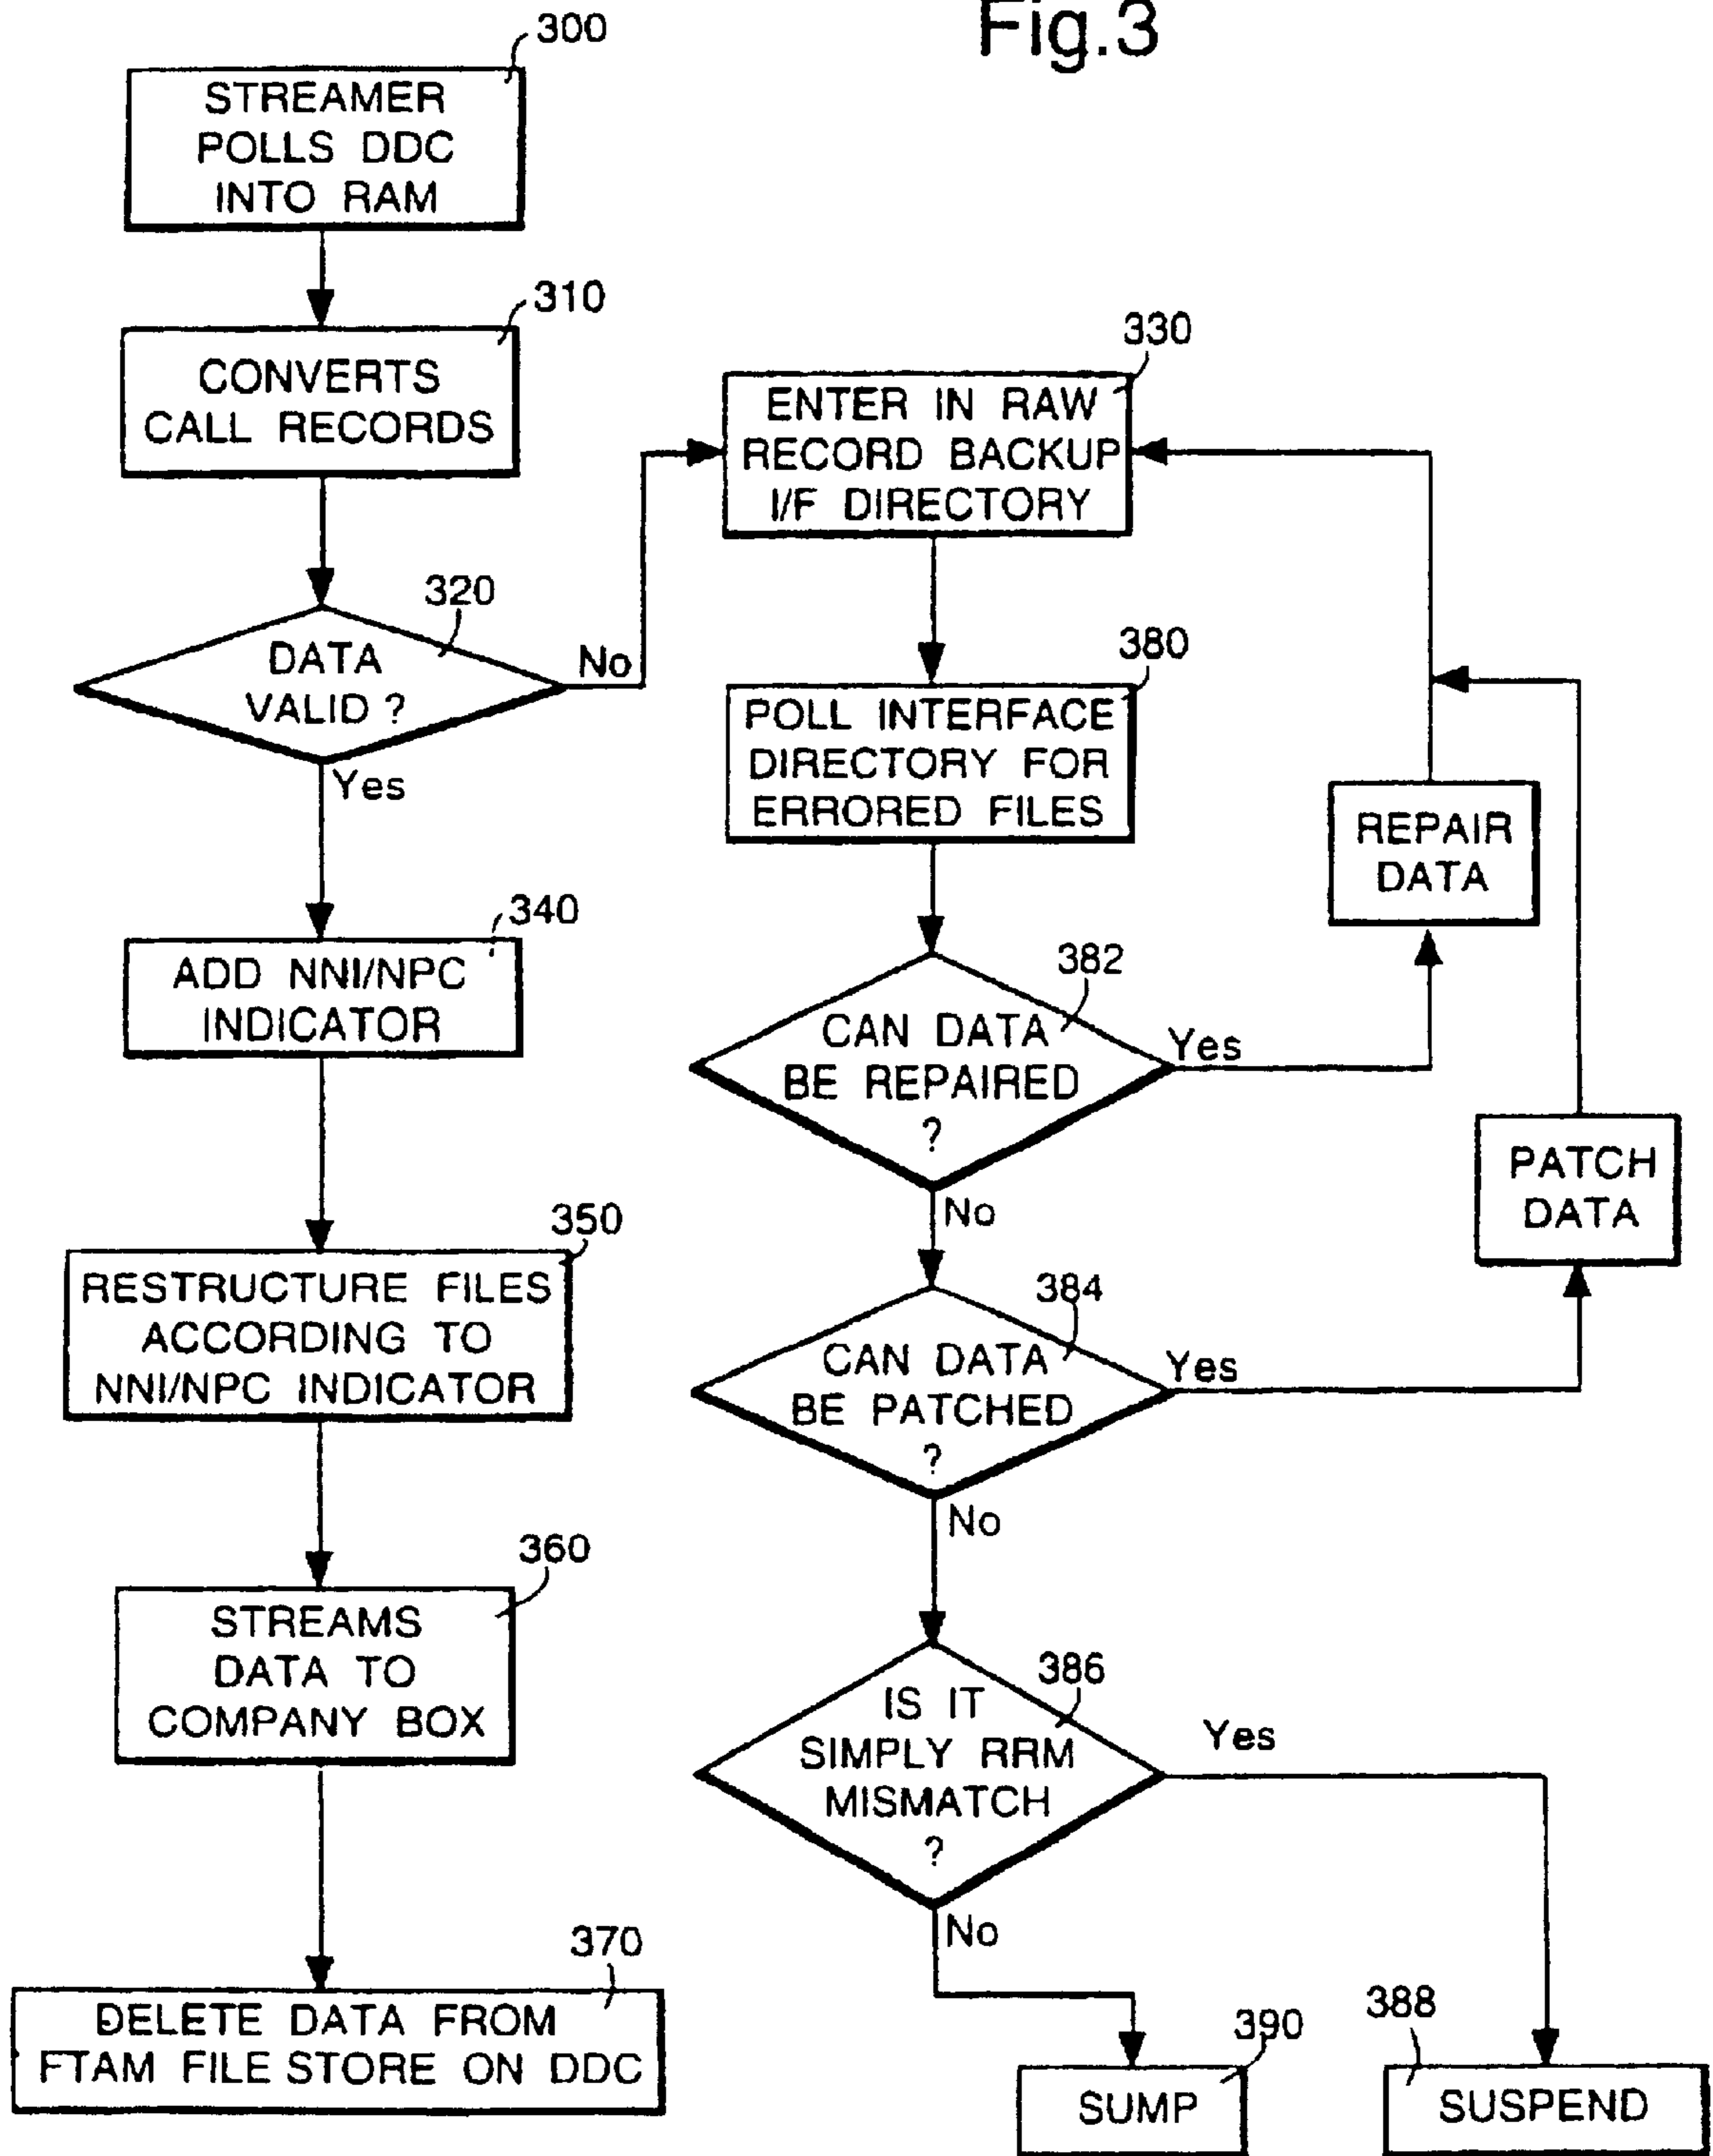 Fig.3
300
STREAMER
POLLS DDC
INTO RAM
310
CONVERTS
CALL RECORDS
320
DATA
VALID ?
No
Yes
340
ADD NNI/NPC
INDICATOR
350
RESTRUCTURE FILES
ACCORDING TO
NNI/NPC INDICATOR
360
STREAMS
DATA TO
COMPANY BOX
370
DELETE DATA FROM
FTAM FILE STORE ON DDC
330
ENTER IN RAW
RECORD BACKUP
I/F DIRECTORY
380
POLL INTERFACE
DIRECTORY FOR
ERRORED FILES
382
CAN DATA
BE REPAIRED
?
Yes
No
REPAIR
DATA
384
CAN DATA
BE PATCHED
?
Yes
No
PATCH
DATA
386
IS IT
SIMPLY RRM
MISMATCH
?
Yes
No
390
SUMP
388
SUSPEND